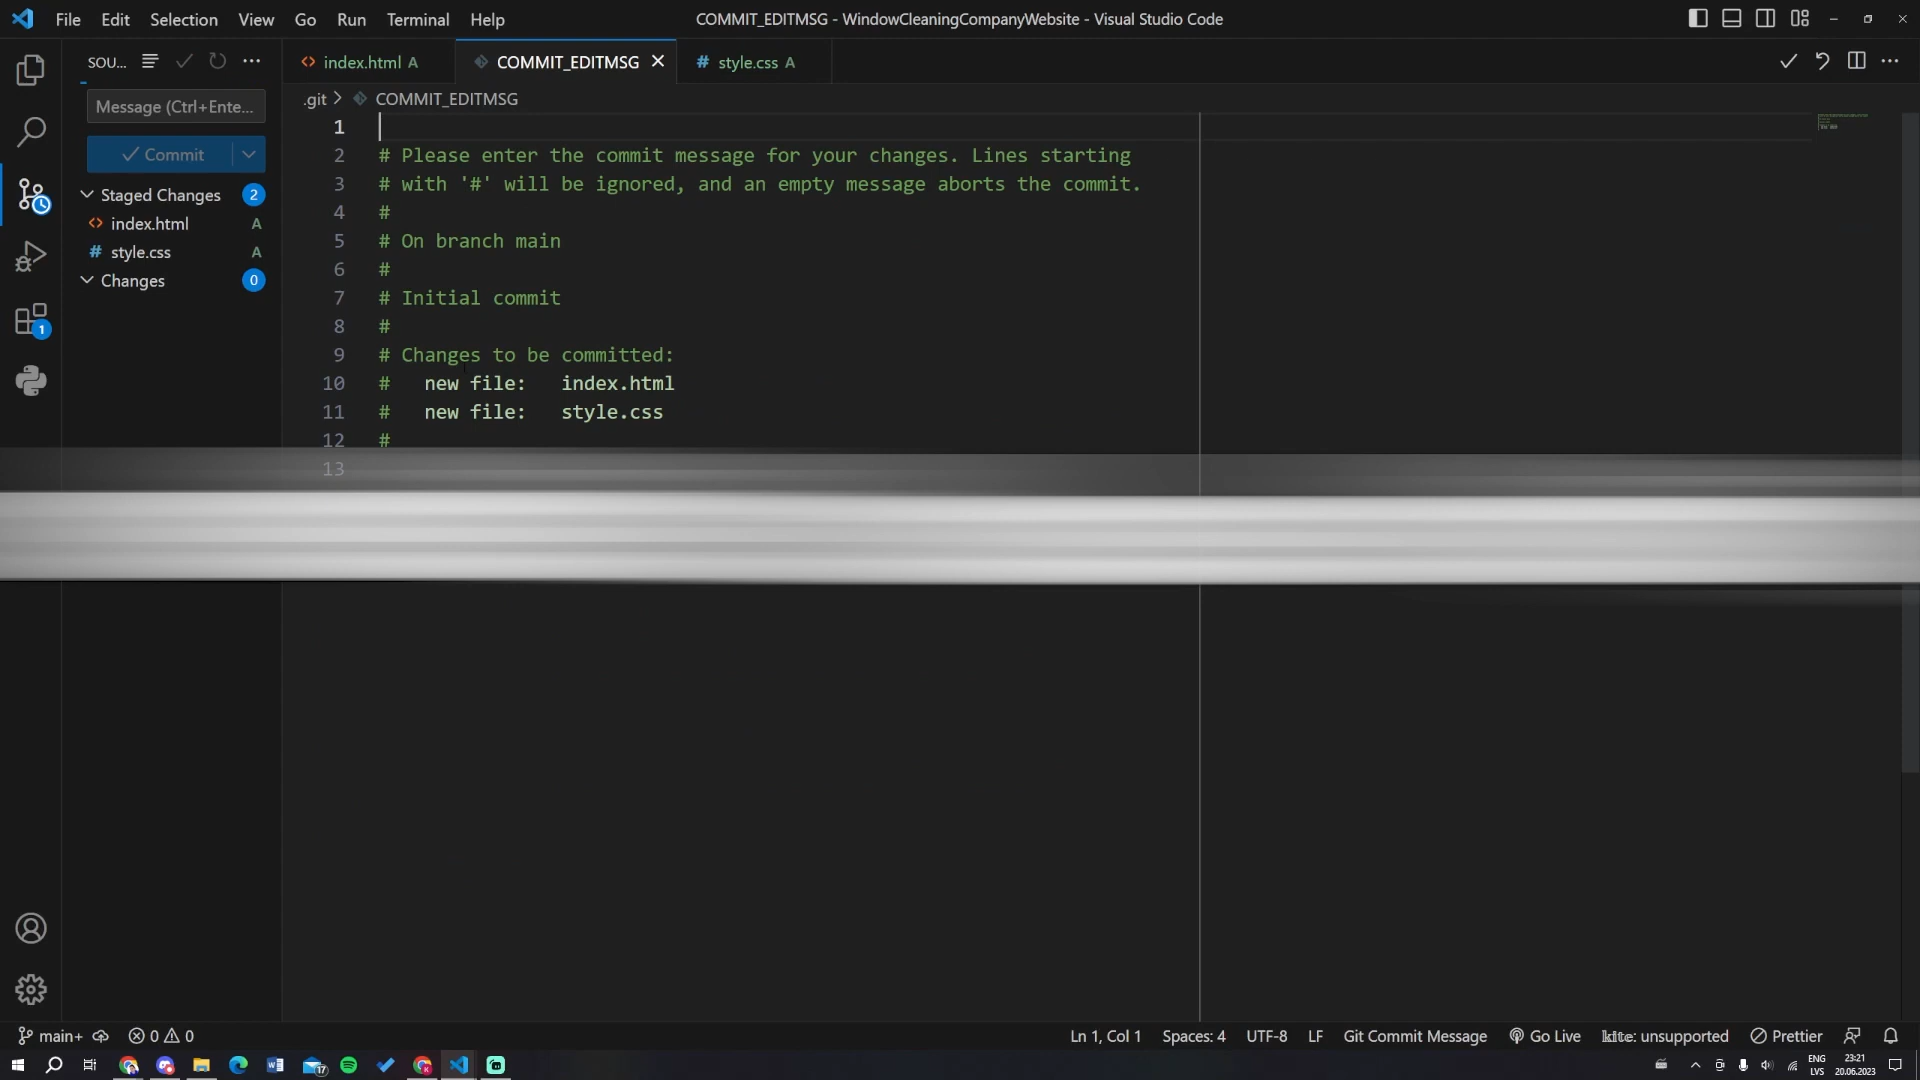 File Edit Selection View Go Run Terminal Help
COMMIT_EDITMSG - WindowCleaningCompanyWebsite - Visual Studio Code
SOU...
index.html A
COMMIT_EDITMSG
style.css A
.git > COMMIT_EDITMSG
Message (Ctrl+Ente...
Commit
Staged Changes 2
index.html A
style.css A
Changes 0
1
1
2 # Please enter the commit message for your changes. Lines starting
3 # with '#' will be ignored, and an empty message aborts the commit.
4 #
5 # On branch main
6 #
7 # Initial commit
8 #
9 # Changes to be committed:
10 # new file: index.html
11 # new file: style.css
12 #
13
main+ 0 0
Ln 1, Col 1 Spaces: 4 UTF-8 LF Git Commit Message Go Live kite: unsupported Prettier
17
ENG
LVS
23:21
20.06.2023